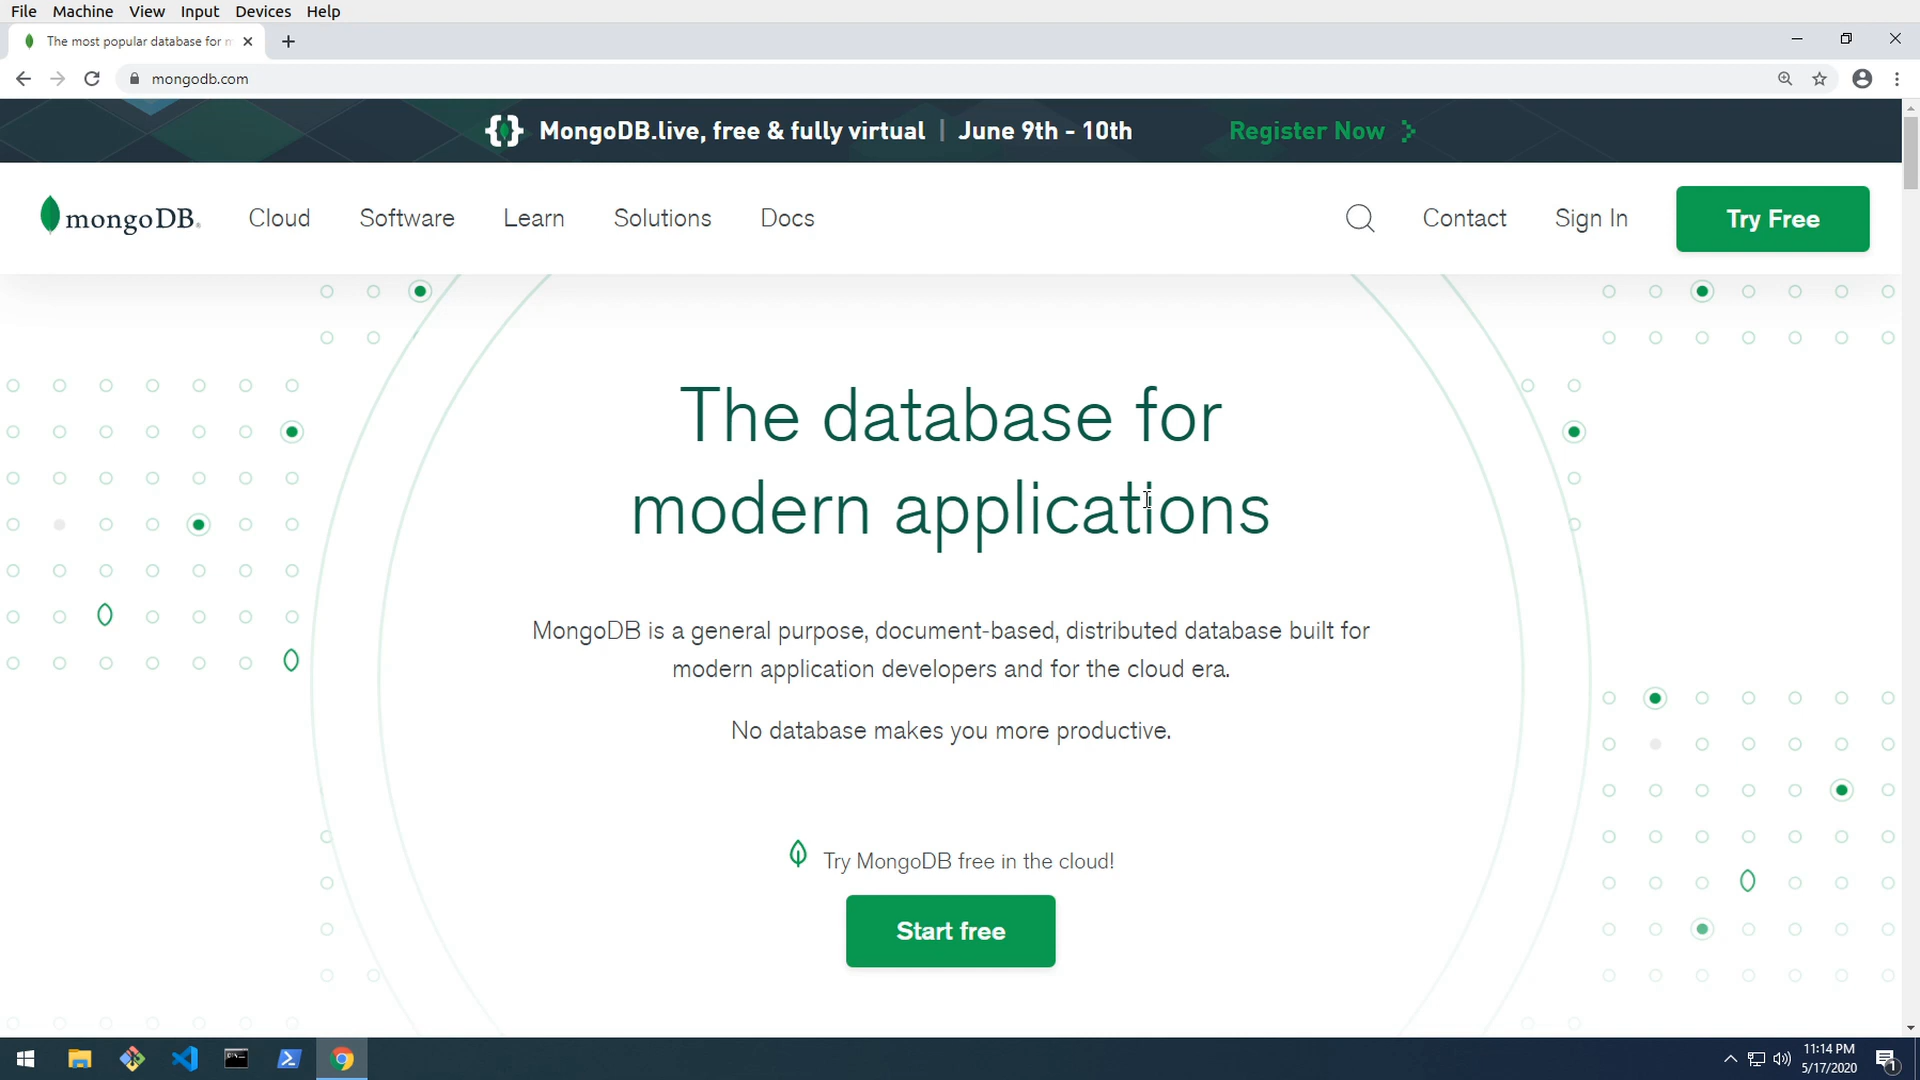 File Machine View Input Devices Help
The most popular database for
mongodb.com
MongoDB.live, free & fully virtual | June 9th - 10th Register Now
mongoDB. Cloud Software Learn Solutions Docs Contact Sign In Try Free
The database for
modern applications
MongoDB is a general purpose, document-based, distributed database built for
modern application developers and for the cloud era.
No database makes you more productive.
Try MongoDB free in the cloud!
Start free
11:14 PM
5/17/2020
1